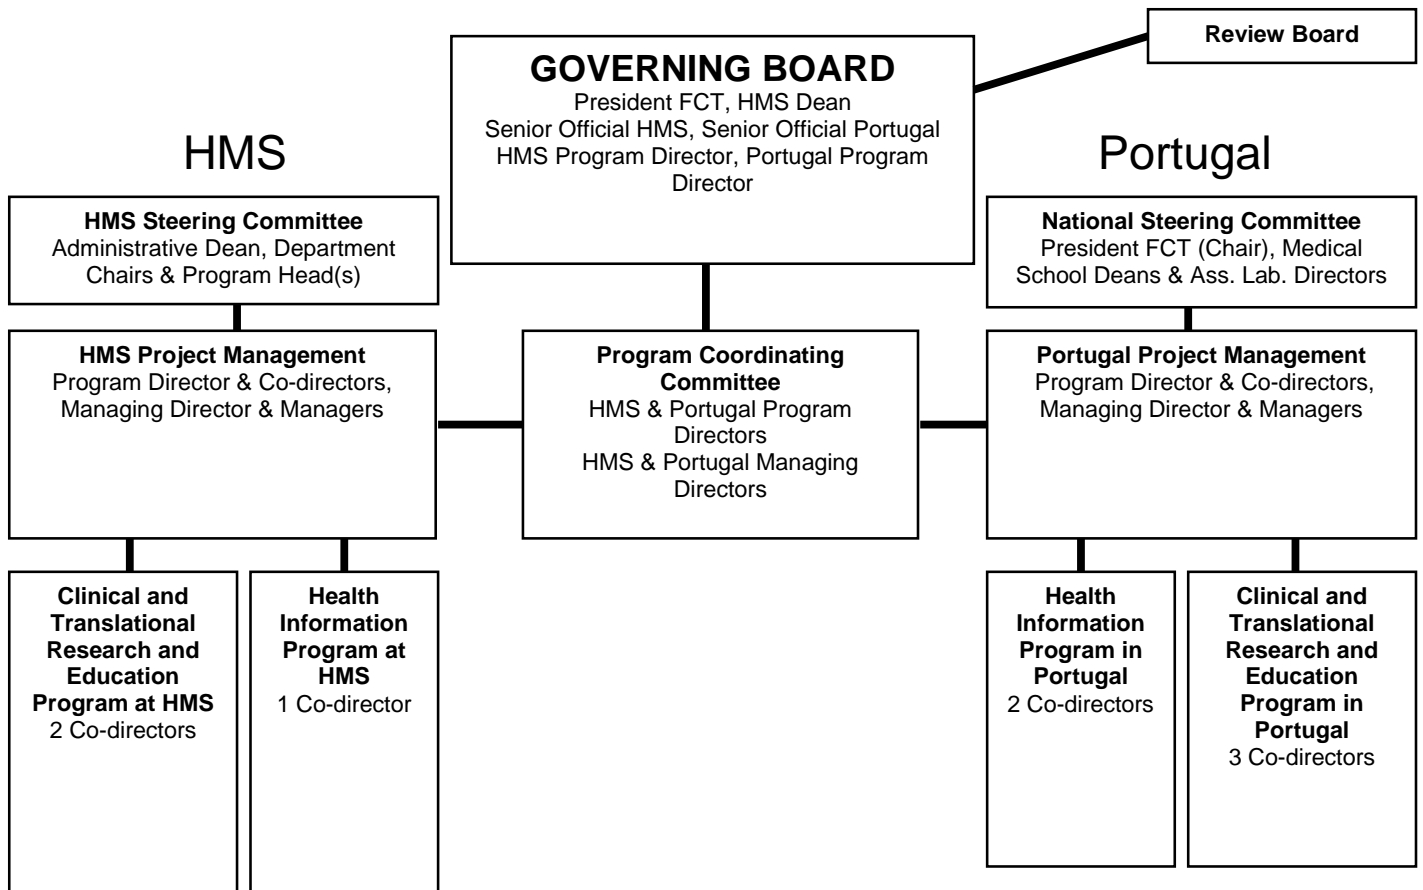 Review Board
GOVERNING BOARD
President FCT, HMS Dean
Senior Official HMS, Senior Official Portugal
HMS Program Director, Portugal Program
Director
HMS
Portugal
HMS Steering Committee
Administrative Dean, Department
Chairs & Program Head(s)
National Steering Committee
President FCT (Chair), Medical
School Deans & Ass. Lab. Directors
HMS Project Management
Program Director & Co-directors,
Managing Director & Managers
Program Coordinating
Committee
HMS & Portugal Program
Directors
HMS & Portugal Managing
Directors
Portugal Project Management
Program Director & Co-directors,
Managing Director & Managers
Clinical and
Translational
Research and
Education
Program at HMS
2 Co-directors
Health
Information
Program at
HMS
1 Co-director
Health
Information
Program in
Portugal
2 Co-directors
Clinical and
Translational
Research and
Education
Program in
Portugal
3 Co-directors